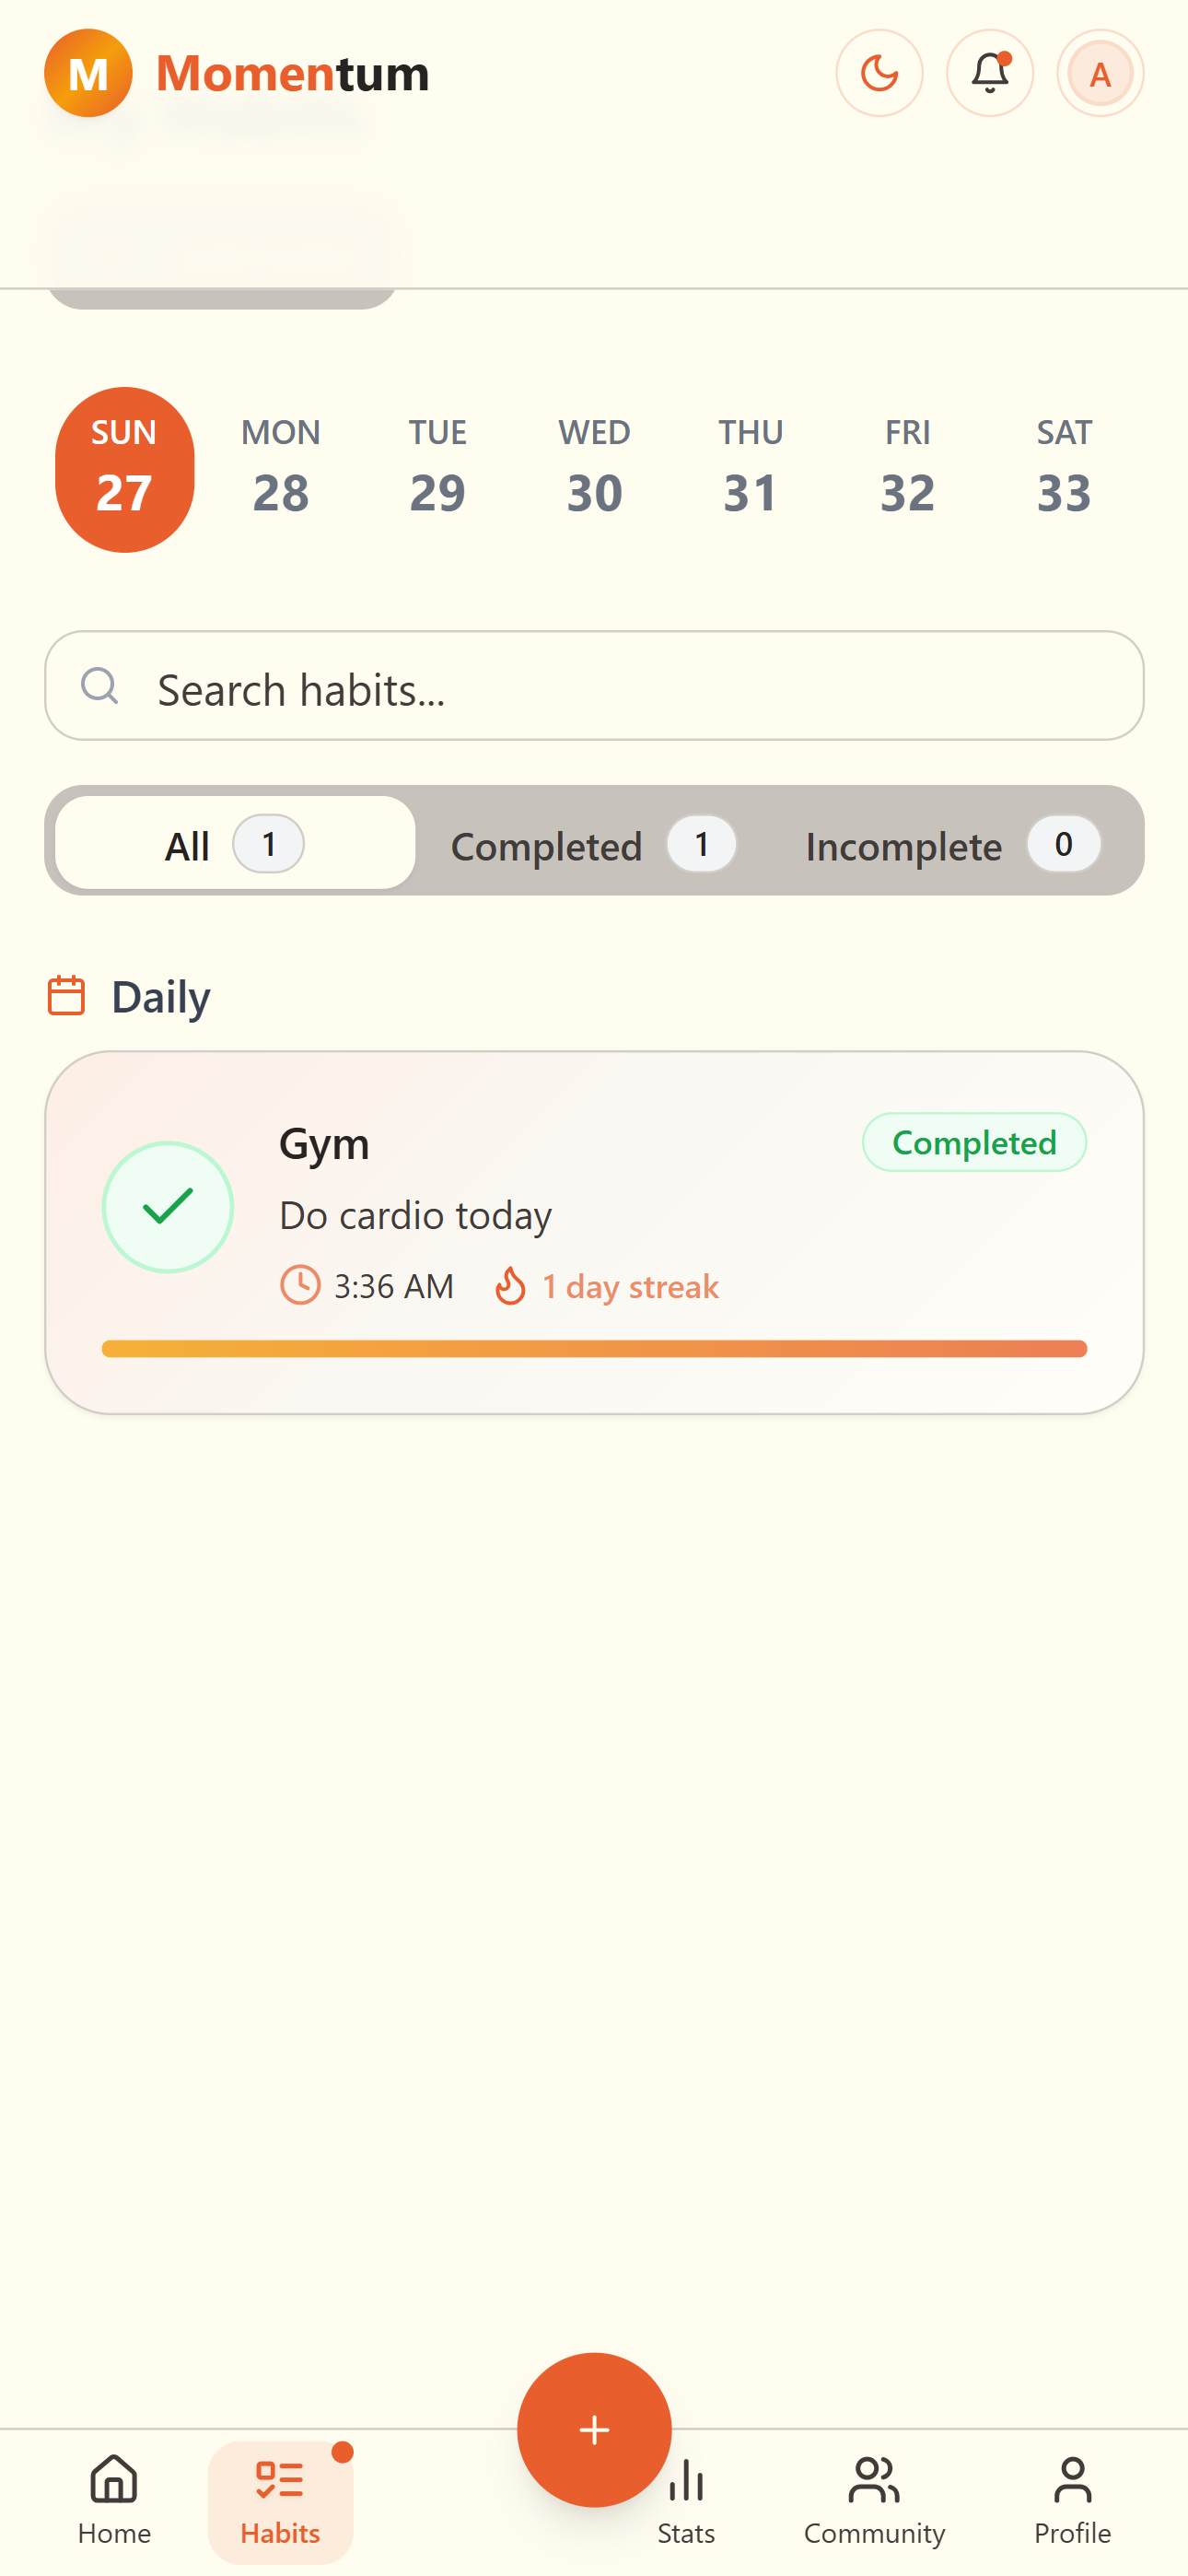 M Momentum A
SUN MON TUE WED THU FRI SAT
27 28 29 30 31 32 33
Search habits...
All 1 Completed 1 Incomplete 0
Daily
Gym Completed
Do cardio today
3:36 AM 1 day streak
Home Habits Stats Community Profile